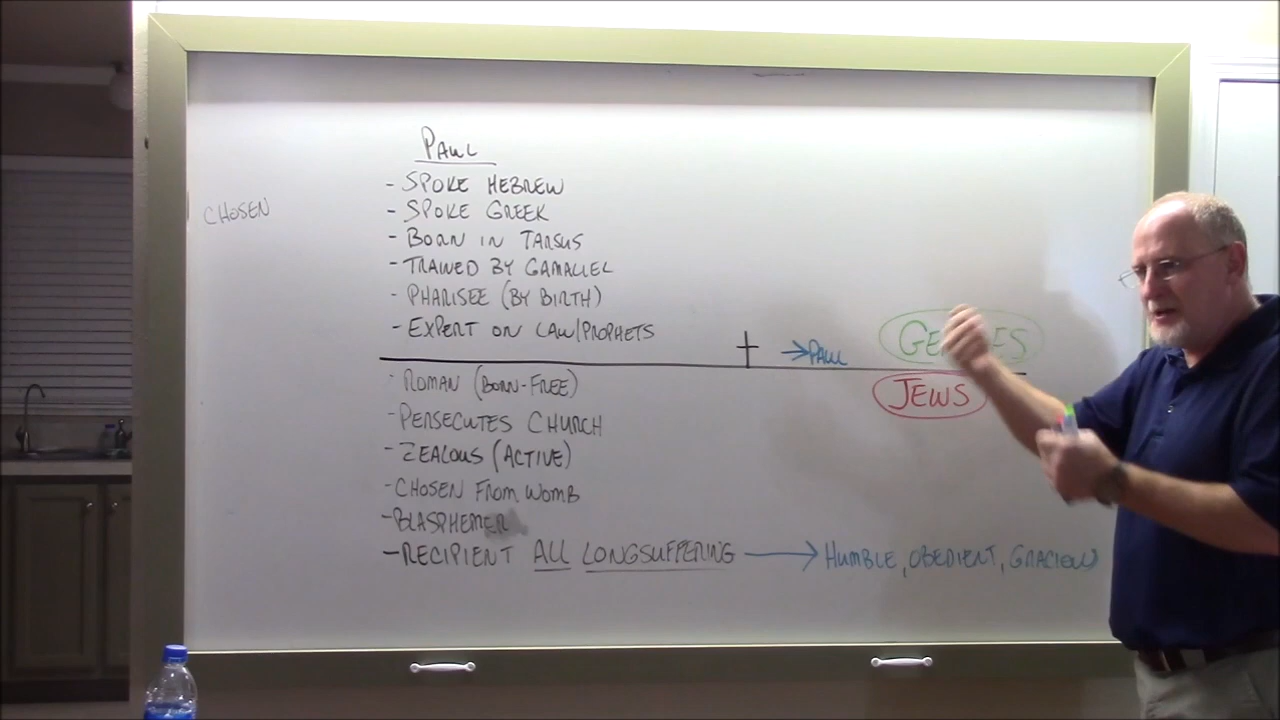 PAUL
CHOSEN
- SPOKE HEBREW
- SPOKE GREEK
- BORN IN TARSUS
- TRAINED BY GAMALIEL
- PHARISEE (BY BIRTH)
- EXPERT ON LAW/PROPHETS
→ PAUL
JEWS
- ROMAN (BORN-FREE)
- PERSECUTES CHURCH
- ZEALOUS (ACTIVE)
- CHOSEN FROM WOMB
- BLASPHEMER
- RECIPIENT ALL LONGSUFFERING → HUMBLE, OBEDIENT, GRACIOUS